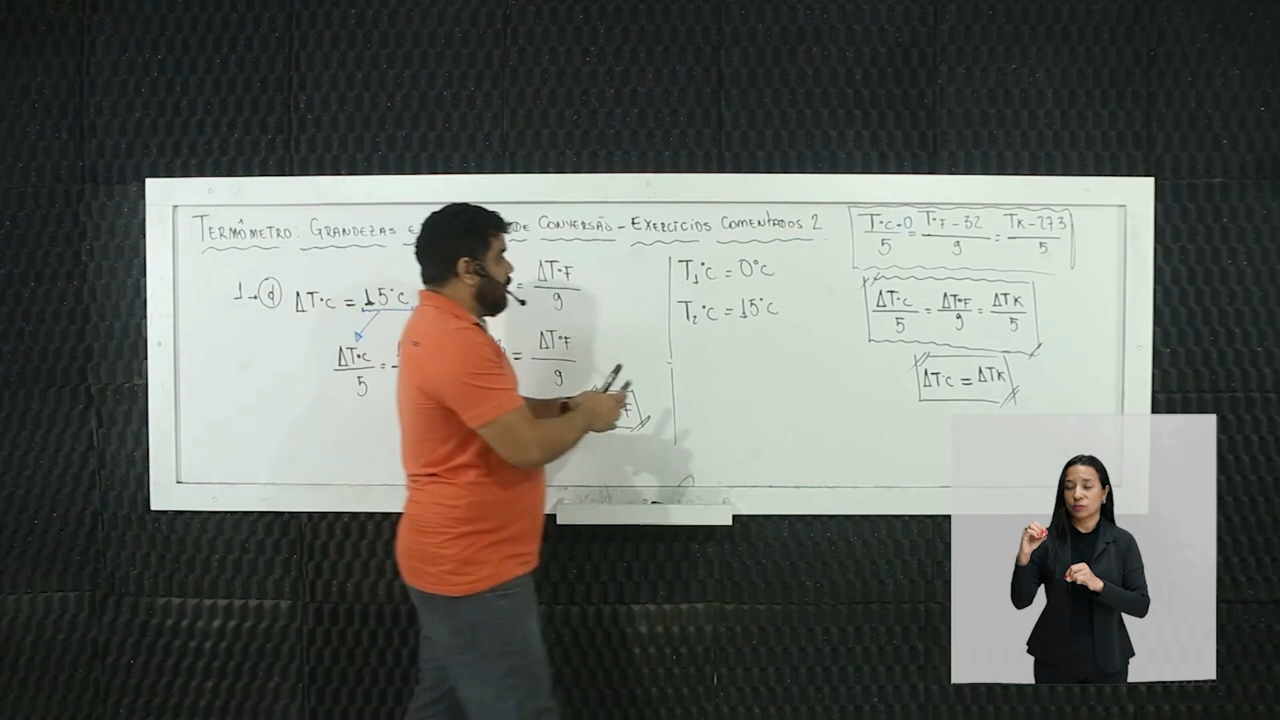 TERMÔMETRO: GRANDEZAS E DE CONVERSÃO - EXERCÍCIOS COMENTADOS 2
1→ⓓ ΔT°C = 15°C
ΔT°C/5 =
= ΔT°F/9
= ΔT°F/9
F
T₁°C = 0°C
T₂°C = 15°C
T°C-0/5 = T°F-32/9 = TK-273/5
ΔT°C/5 = ΔT°F/9 = ΔTK/5
ΔT°C = ΔTK